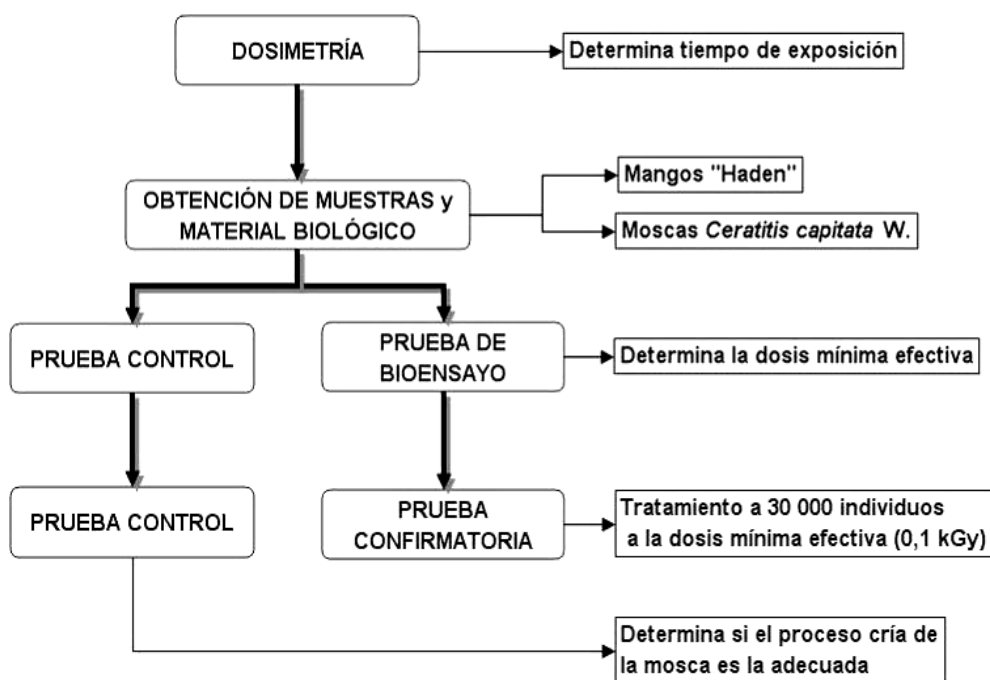 DOSIMETRÍA
Determina tiempo de exposición
OBTENCIÓN DE MUESTRAS y
MATERIAL BIOLÓGICO
Mangos "Haden"
Moscas Ceratitis capitata W.
PRUEBA CONTROL
PRUEBA DE
BIOENSAYO
Determina la dosis mínima efectiva
PRUEBA CONTROL
PRUEBA
CONFIRMATORIA
Tratamiento a 30 000 individuos
a la dosis mínima efectiva (0,1 kGy)
Determina si el proceso cría de
la mosca es la adecuada